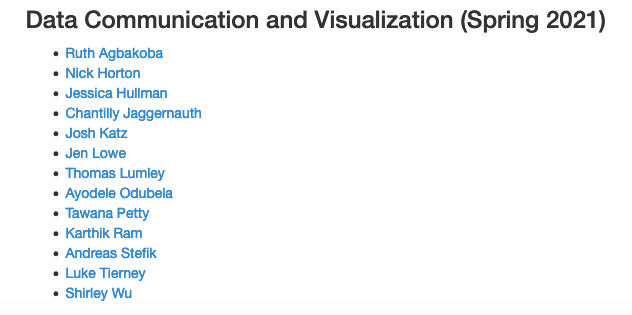 Data Communication and Visualization (Spring 2021)
Ruth Agbakoba
Nick Horton
Jessica Hullman
Chantilly Jaggernauth
Josh Katz
Jen Lowe
Thomas Lumley
Ayodele Odubela
Tawana Petty
Karthik Ram
Andreas Stefik
Luke Tierney
Shirley Wu